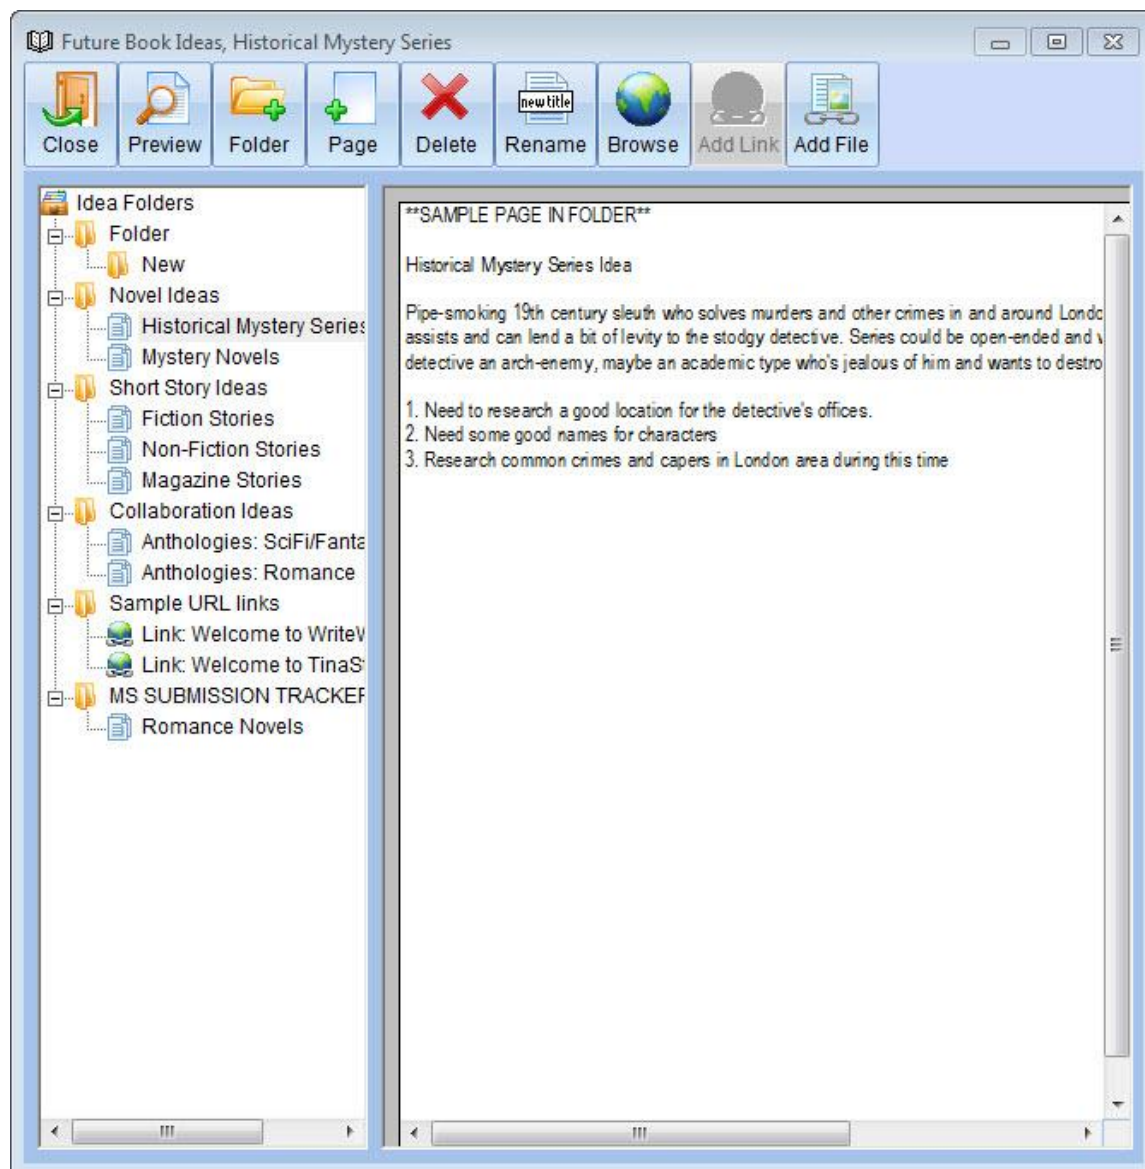 Future Book Ideas, Historical Mystery Series
Close Preview Folder Page Delete newtitle Rename Browse Add Link Add File
Idea Folders
Folder
New
Novel Ideas
Historical Mystery Series
Mystery Novels
Short Story Ideas
Fiction Stories
Non-Fiction Stories
Magazine Stories
Collaboration Ideas
Anthologies: SciFi/Fanta
Anthologies: Romance
Sample URL links
Link: Welcome to WriteW
Link: Welcome to TinaSt
MS SUBMISSION TRACKER
Romance Novels
**SAMPLE PAGE IN FOLDER**
Historical Mystery Series Idea
Pipe-smoking 19th century sleuth who solves murders and other crimes in and around Londo
assists and can lend a bit of levity to the stodgy detective. Series could be open-ended and
detective an arch-enemy, maybe an academic type who's jealous of him and wants to destro
1. Need to research a good location for the detective's offices.
2. Need some good names for characters
3. Research common crimes and capers in London area during this time